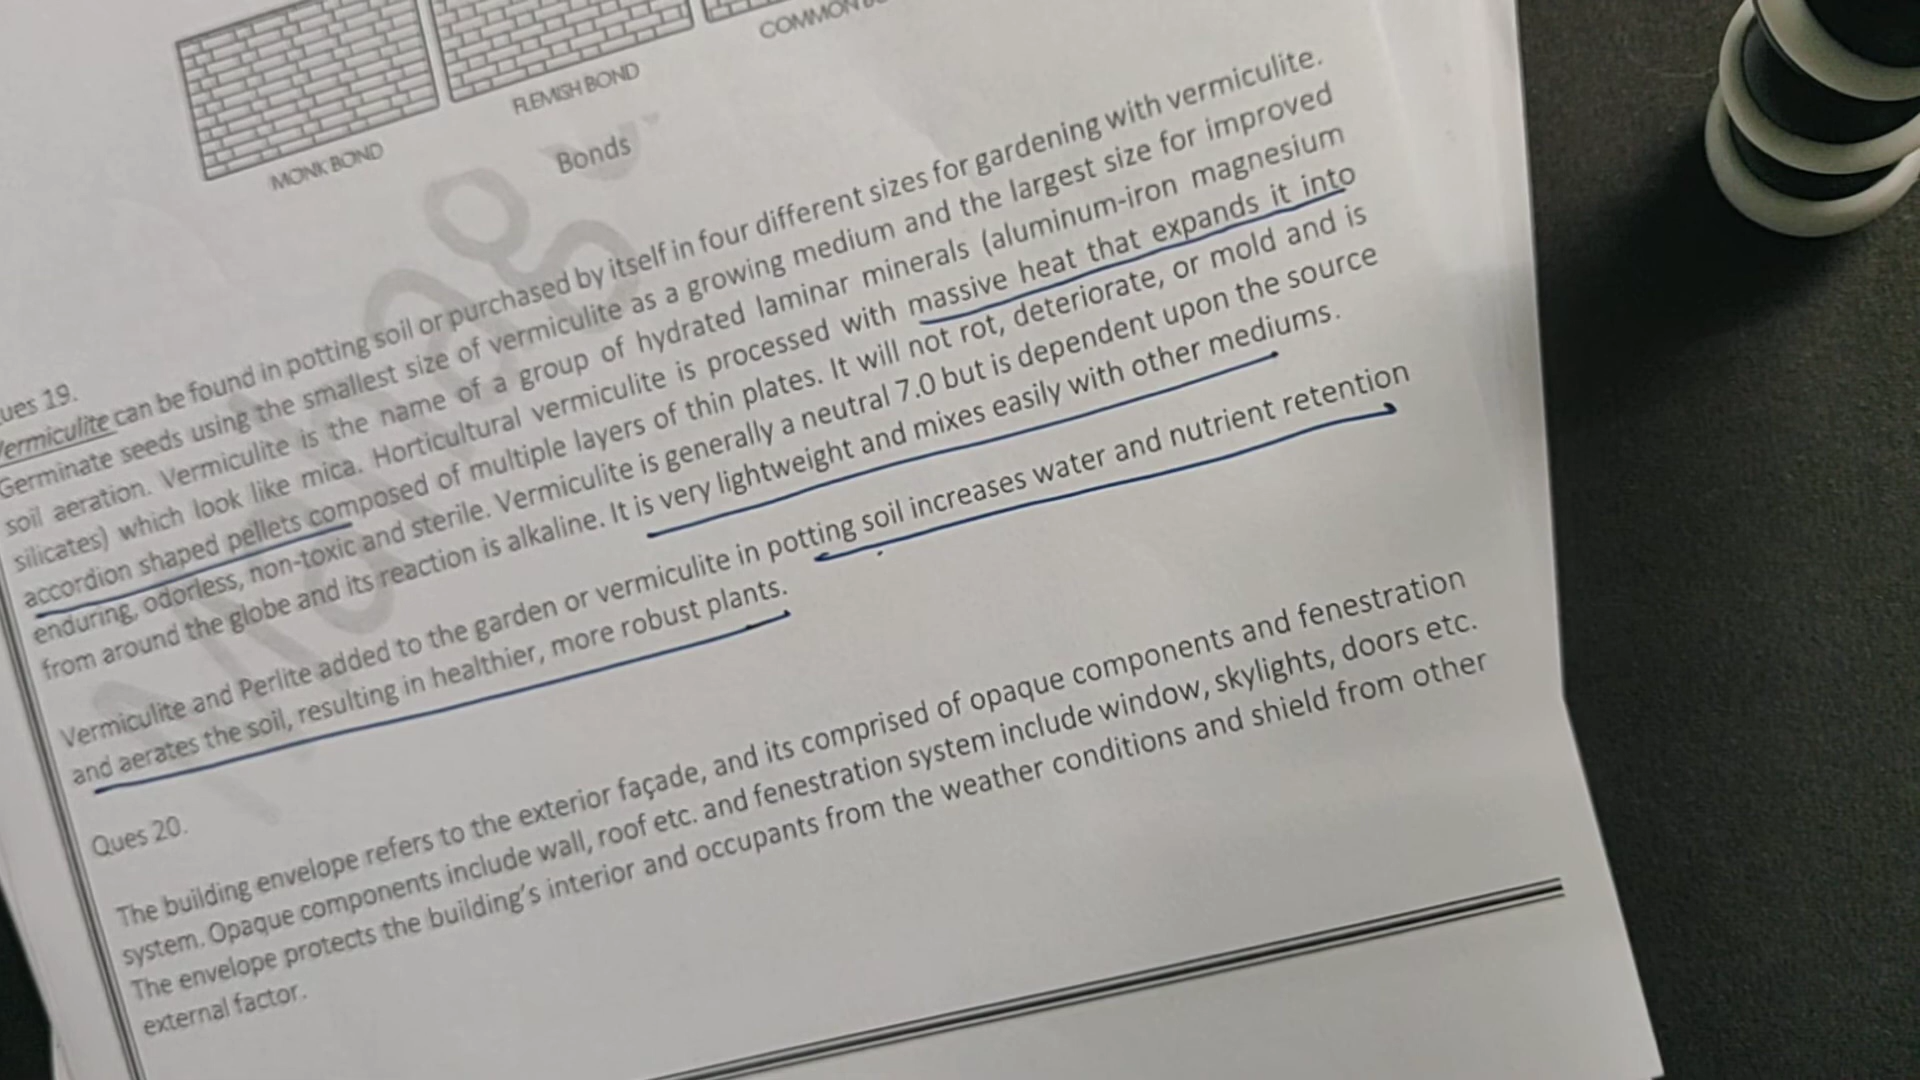 COMMON
FLEMISH BOND
MONK BOND
Bonds
ues 19.
Vermiculite can be found in potting soil or purchased by itself in four different sizes for gardening with vermiculite.
Germinate seeds using the smallest size of vermiculite as a growing medium and the largest size for improved
soil aeration. Vermiculite is the name of a group of hydrated laminar minerals (aluminum-iron magnesium
silicates) which look like mica. Horticultural vermiculite is processed with massive heat that expands it into
accordion shaped pellets composed of multiple layers of thin plates. It will not rot, deteriorate, or mold and is
enduring, odorless, non-toxic and sterile. Vermiculite is generally a neutral 7.0 but is dependent upon the source
from around the globe and its reaction is alkaline. It is very lightweight and mixes easily with other mediums.
Vermiculite and Perlite added to the garden or vermiculite in potting soil increases water and nutrient retention
and aerates the soil, resulting in healthier, more robust plants.
Ques 20.
The building envelope refers to the exterior façade, and its comprised of opaque components and fenestration
system. Opaque components include wall, roof etc. and fenestration system include window, skylights, doors etc.
The envelope protects the building's interior and occupants from the weather conditions and shield from other
external factor.